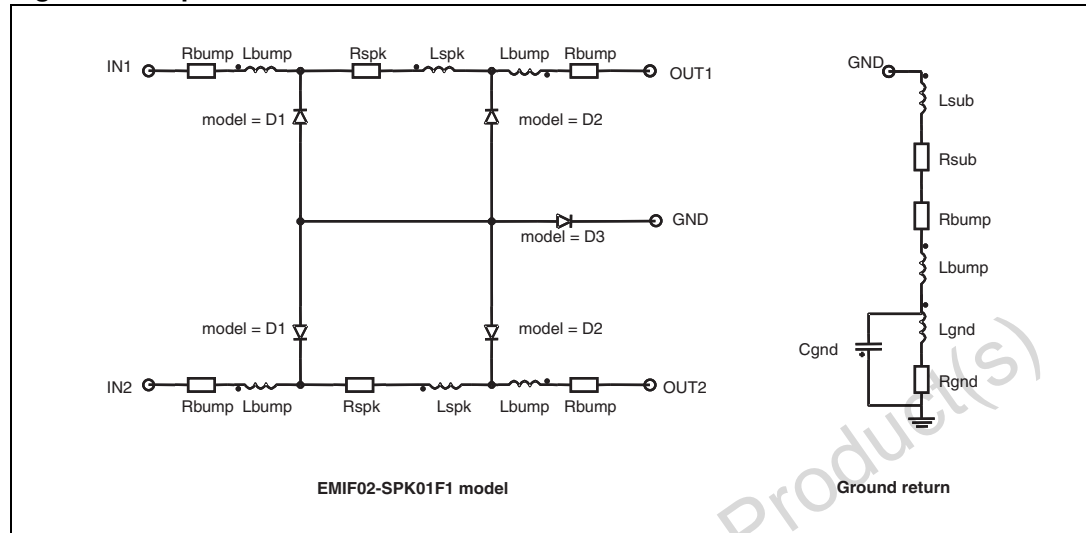 Rbump Lbump Rspk Lspk Lbump Rbump
IN1 OUT1
model = D1 model = D2
GND
model = D3
model = D1 model = D2
IN2 OUT2
Rbump Lbump Rspk Lspk Lbump Rbump
EMIF02-SPK01F1 model
GND
Lsub
Rsub
Rbump
Lbump
Lgnd
Cgnd
Rgnd
Ground return
Product(s)